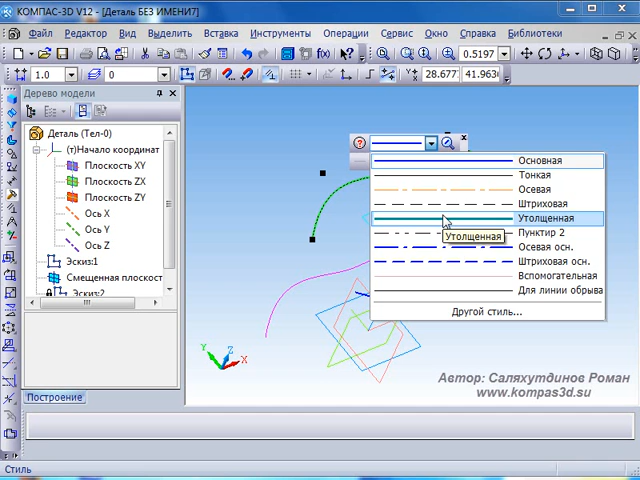 КОМПАС-3D V12 - [Деталь БЕЗ ИМЕНИ7]
Файл Редактор Вид Выделить Вставка Инструменты Операции Сервис Окно Справка Библиотеки
0.5197
1.0 0 28.677 41.963
Дерево модели
Деталь (Тел-0)
(т)Начало координат
Плоскость XY
Плоскость ZX
Плоскость ZY
Ось X
Ось Y
Ось Z
Эскиз:1
Смещенная плоскост
Эскиз:2
Построение
Основная
Тонкая
Осевая
Штриховая
Утолщенная
Утолщенная
Пунктир 2
Осевая осн.
Штриховая осн.
Вспомогательная
Для линии обрыва
Другой стиль...
Y Z X
Автор: Саляхутдинов Роман
www.kompas3d.su
Стиль